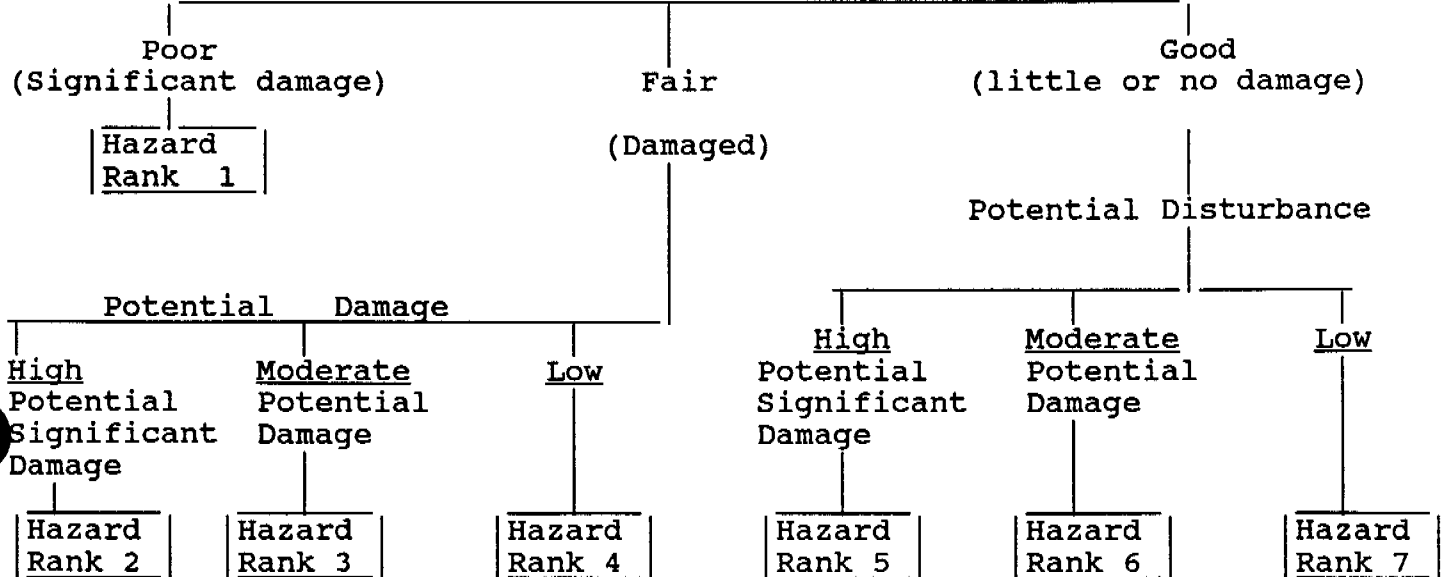 Poor
(Significant damage)
Hazard
Rank 1
Fair
(Damaged)
Good
(little or no damage)
Potential Disturbance
Potential Damage
High
Potential
Significant
Damage
Hazard
Rank 2
Moderate
Potential
Damage
Hazard
Rank 3
Low
Hazard
Rank 4
High
Potential
Significant
Damage
Hazard
Rank 5
Moderate
Potential
Damage
Hazard
Rank 6
Low
Hazard
Rank 7